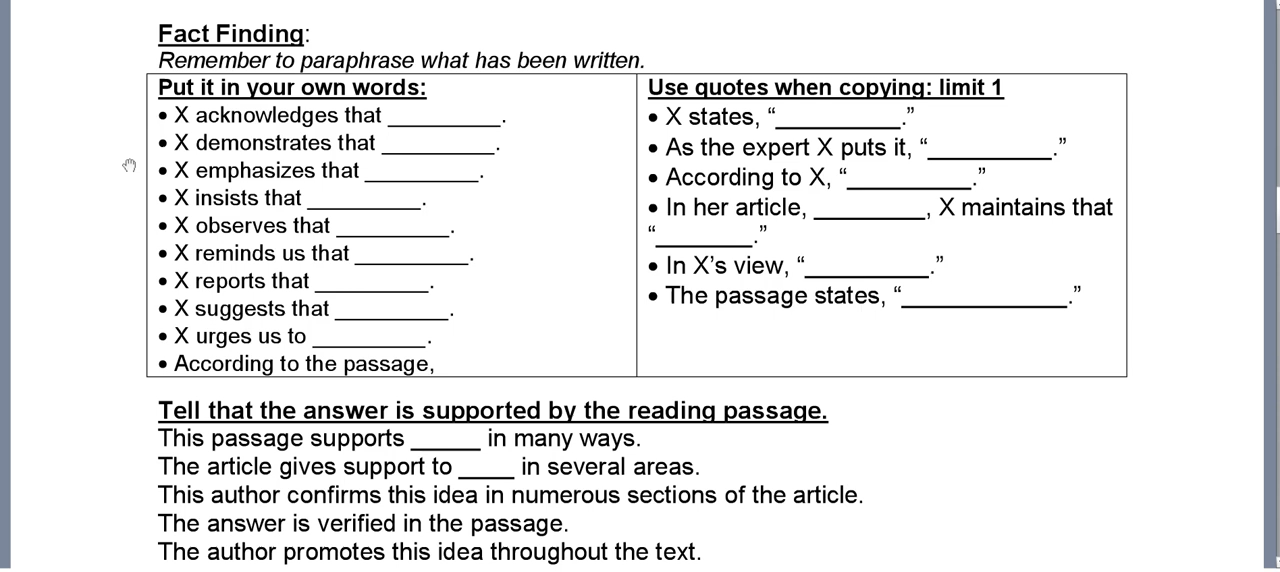 Fact Finding:
Remember to paraphrase what has been written.
Put it in your own words:
• X acknowledges that _________.
• X demonstrates that _________.
• X emphasizes that _________.
• X insists that _________.
• X observes that _________.
• X reminds us that _________.
• X reports that _________.
• X suggests that _________.
• X urges us to _________.
• According to the passage,
Use quotes when copying: limit 1
• X states, “__________.”
• As the expert X puts it, “__________.”
• According to X, “__________.”
• In her article, _________, X maintains that
“________.”
• In X’s view, “__________.”
• The passage states, “_____________.”
Tell that the answer is supported by the reading passage.
This passage supports _____ in many ways.
The article gives support to ____ in several areas.
This author confirms this idea in numerous sections of the article.
The answer is verified in the passage.
The author promotes this idea throughout the text.